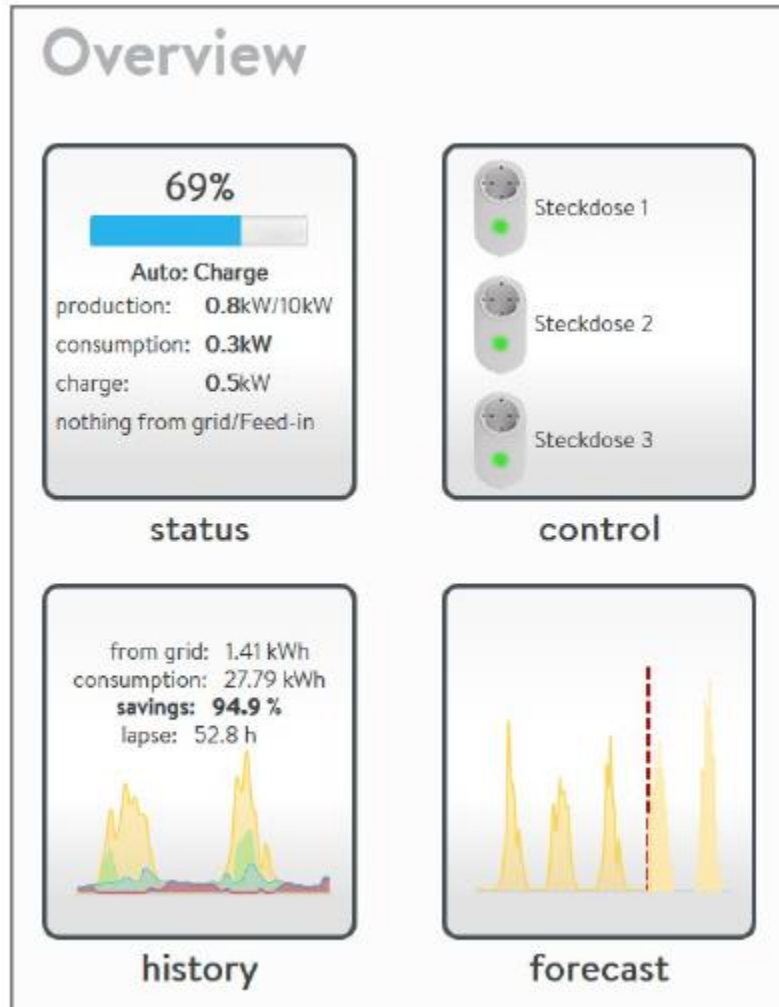 Overview
69%
Auto: Charge
production: 0.8kW/10kW
consumption: 0.3kW
charge: 0.5kW
nothing from grid/Feed-in
status
Steckdose 1
Steckdose 2
Steckdose 3
control
from grid: 1.41 kWh
consumption: 27.79 kWh
savings: 94.9 %
lapse: 52.8 h
history
forecast